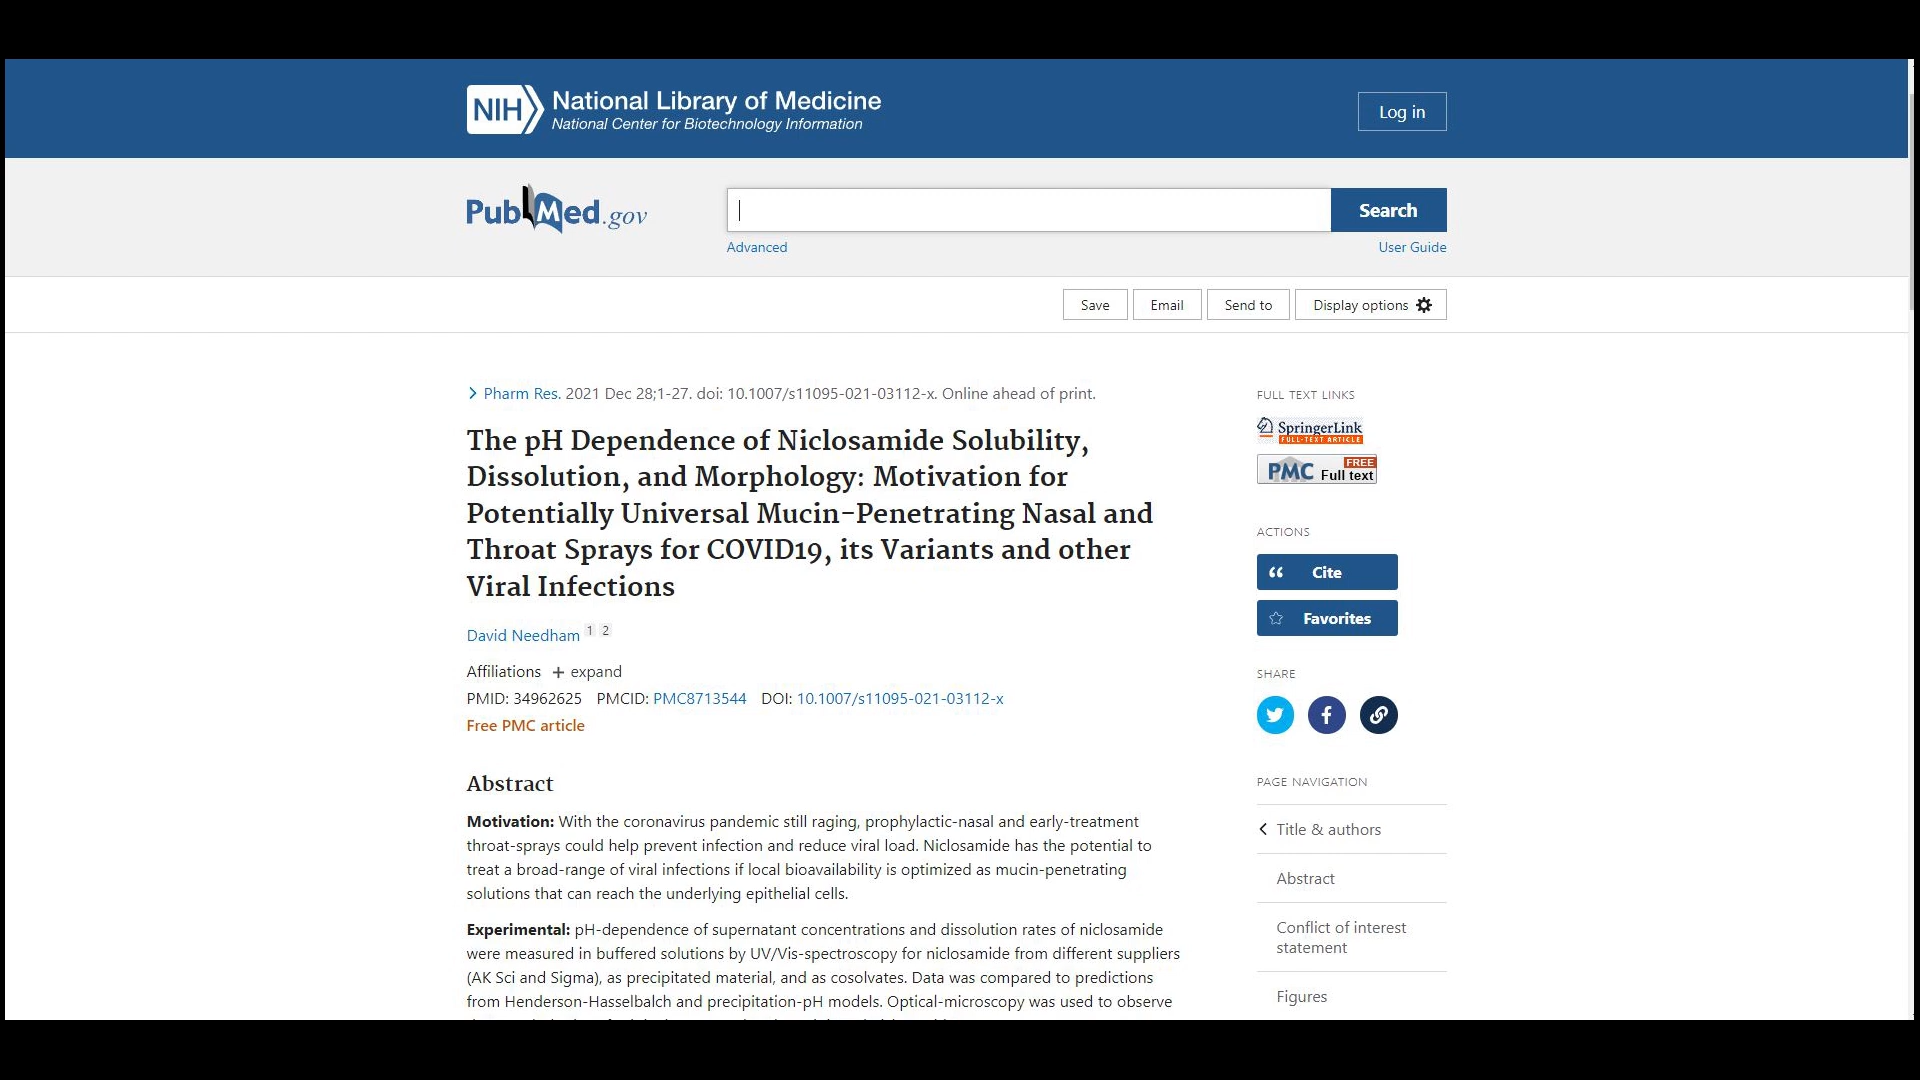 NIH National Library of Medicine
National Center for Biotechnology Information
Log in
PubMed.gov
Search
Advanced
User Guide
Save
Email
Send to
Display options
Pharm Res. 2021 Dec 28;1-27. doi: 10.1007/s11095-021-03112-x. Online ahead of print.
The pH Dependence of Niclosamide Solubility,
Dissolution, and Morphology: Motivation for
Potentially Universal Mucin-Penetrating Nasal and
Throat Sprays for COVID19, its Variants and other
Viral Infections
David Needham 1 2
Affiliations + expand
PMID: 34962625 PMCID: PMC8713544 DOI: 10.1007/s11095-021-03112-x
Free PMC article
Abstract
Motivation: With the coronavirus pandemic still raging, prophylactic-nasal and early-treatment
throat-sprays could help prevent infection and reduce viral load. Niclosamide has the potential to
treat a broad-range of viral infections if local bioavailability is optimized as mucin-penetrating
solutions that can reach the underlying epithelial cells.
Experimental: pH-dependence of supernatant concentrations and dissolution rates of niclosamide
were measured in buffered solutions by UV/Vis-spectroscopy for niclosamide from different suppliers
(AK Sci and Sigma), as precipitated material, and as cosolvates. Data was compared to predictions
from Henderson-Hasselbalch and precipitation-pH models. Optical-microscopy was used to observe
FULL TEXT LINKS
SpringerLink
FULL-TEXT ARTICLE
PMC FREE Full text
ACTIONS
Cite
Favorites
SHARE
PAGE NAVIGATION
Title & authors
Abstract
Conflict of interest
statement
Figures